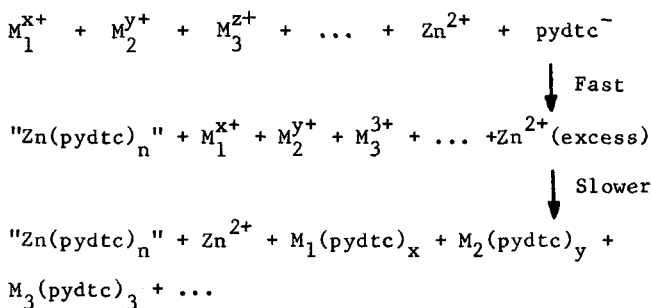 M₁ˣ⁺ + M₂ʸ⁺ + M₃ᶻ⁺ + ... + Zn²⁺ + pydtc⁻
Fast
"Zn(pydtc)ₙ" + M₁ˣ⁺ + M₂ʸ⁺ + M₃³⁺ + ... +Zn²⁺(excess)
Slower
"Zn(pydtc)ₙ" + Zn²⁺ + M₁(pydtc)ₓ + M₂(pydtc)y +
M₃(pydtc)₃ + ...